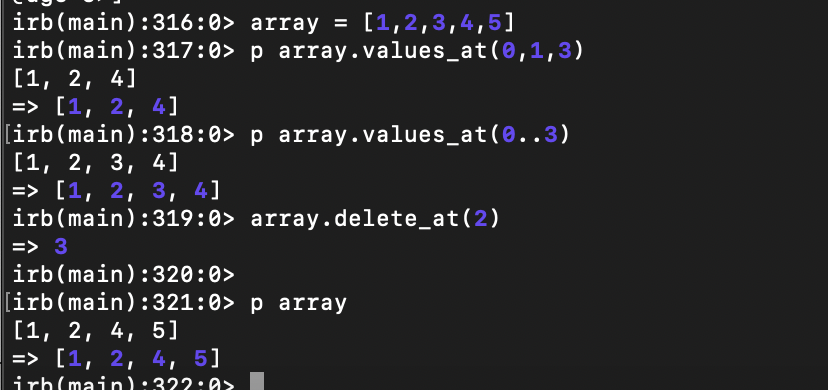 irb(main):316:0> array = [1,2,3,4,5]
irb(main):317:0> p array.values_at(0,1,3)
[1, 2, 4]
=> [1, 2, 4]
[irb(main):318:0> p array.values_at(0..3)
[1, 2, 3, 4]
=> [1, 2, 3, 4]
irb(main):319:0> array.delete_at(2)
=> 3
irb(main):320:0>
[irb(main):321:0> p array
[1, 2, 4, 5]
=> [1, 2, 4, 5]
irb(main):322:0>